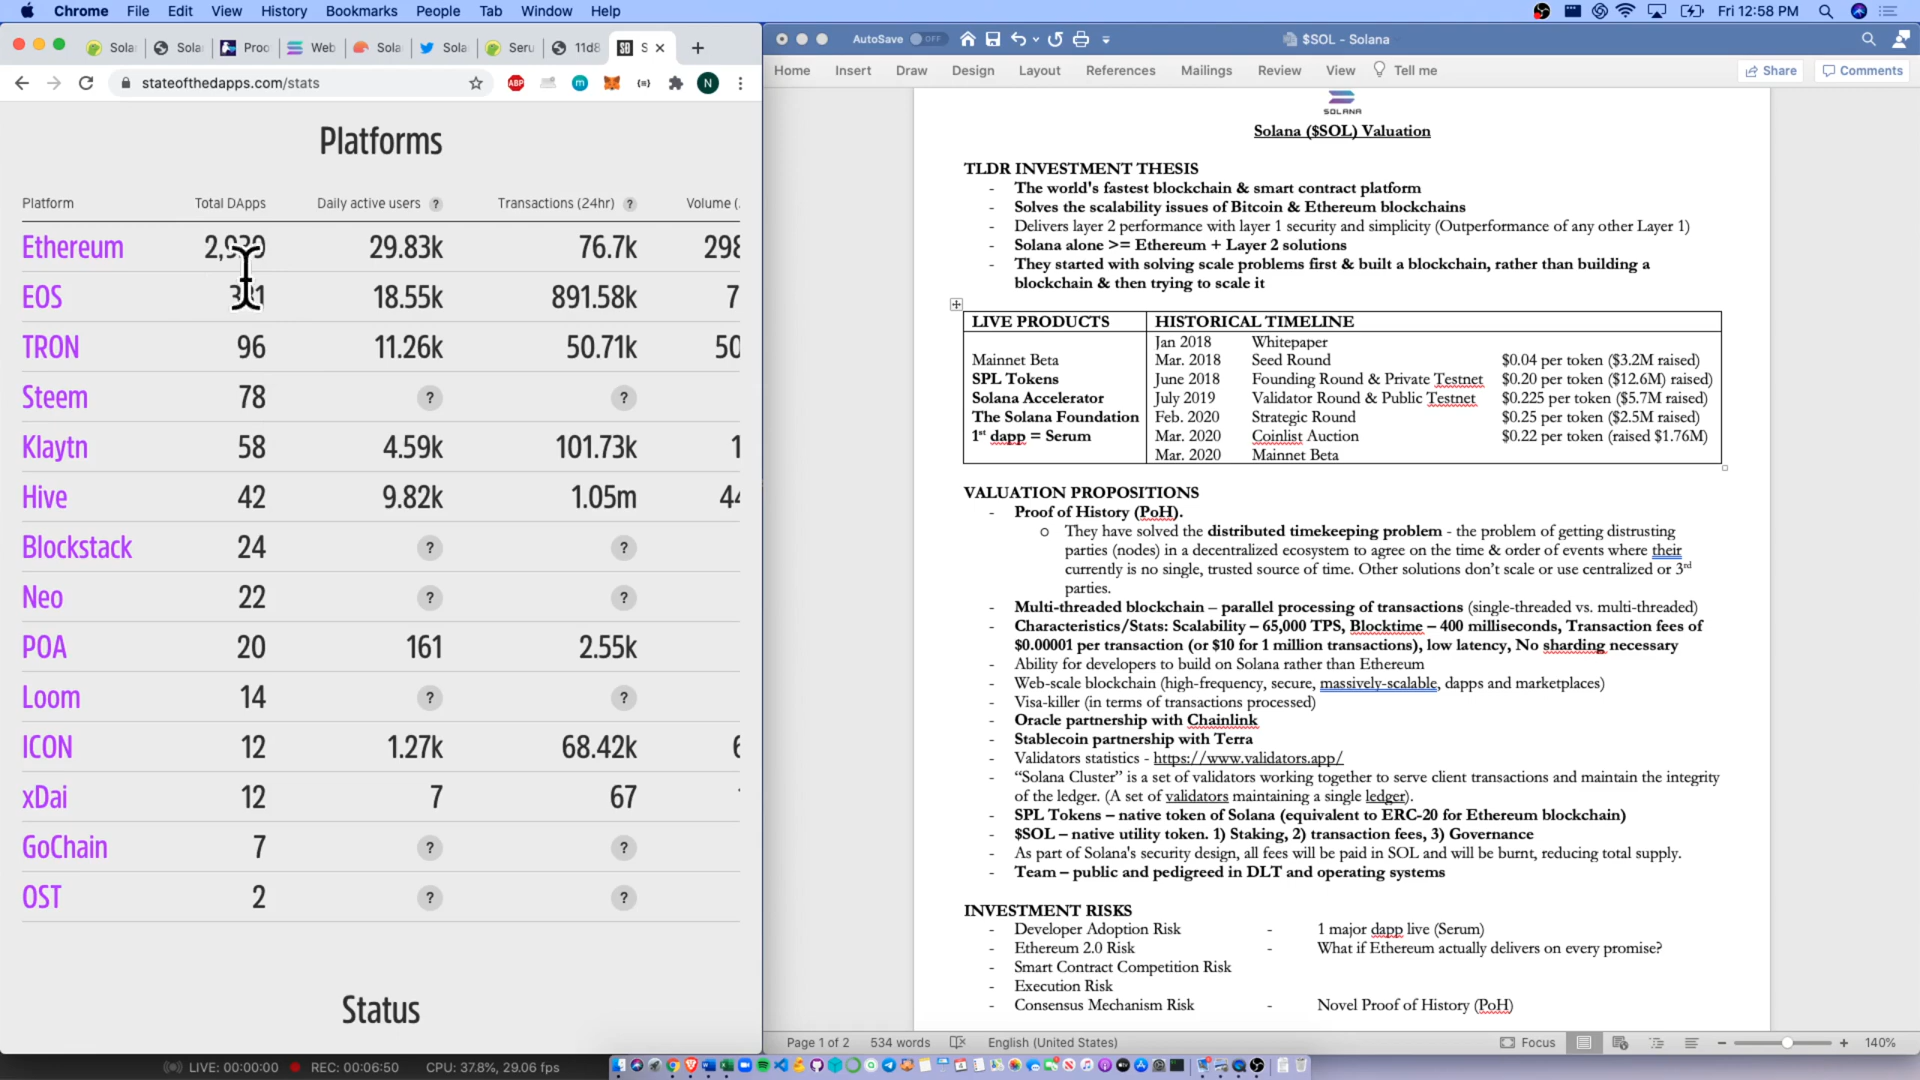 Chrome File Edit View History Bookmarks People Tab Window Help
Fri 12:58 PM
Sola Sola Proo Web Sola Sola Seru 11d8 S
stateofthedapps.com/stats
ABP
m
N
Platforms
Platform Total DApps Daily active users ? Transactions (24hr) ? Volume (
Ethereum 29.83k 76.7k 298
EOS 18.55k 891.58k 7
TRON 96 11.26k 50.71k 50
Steem 78 ? ?
Klaytn 58 4.59k 101.73k 1
Hive 42 9.82k 1.05m 44
Blockstack 24 ? ?
Neo 22 ? ?
POA 20 161 2.55k
Loom 14 ? ?
ICON 12 1.27k 68.42k 6
xDai 12 7 67
GoChain 7 ? ?
OST 2 ? ?
Status
LIVE: 00:00:00 REC: 00:06:50 CPU: 37.8%, 29.06 fps
AutoSave OFF
$SOL - Solana
Home Insert Draw Design Layout References Mailings Review View Tell me
Share Comments
SOLANA
Solana ($SOL) Valuation
TLDR INVESTMENT THESIS
- The world's fastest blockchain & smart contract platform
- Solves the scalability issues of Bitcoin & Ethereum blockchains
- Delivers layer 2 performance with layer 1 security and simplicity (Outperformance of any other Layer 1)
- Solana alone >= Ethereum + Layer 2 solutions
- They started with solving scale problems first & built a blockchain, rather than building a
blockchain & then trying to scale it
LIVE PRODUCTS HISTORICAL TIMELINE
Jan 2018 Whitepaper
Mainnet Beta Mar. 2018 Seed Round $0.04 per token ($3.2M raised)
SPL Tokens June 2018 Founding Round & Private Testnet $0.20 per token ($12.6M) raised)
Solana Accelerator July 2019 Validator Round & Public Testnet $0.225 per token ($5.7M raised)
The Solana Foundation Feb. 2020 Strategic Round $0.25 per token ($2.5M raised)
1st dapp = Serum Mar. 2020 Coinlist Auction $0.22 per token (raised $1.76M)
Mar. 2020 Mainnet Beta
VALUATION PROPOSITIONS
- Proof of History (PoH).
o They have solved the distributed timekeeping problem - the problem of getting distrusting
parties (nodes) in a decentralized ecosystem to agree on the time & order of events where their
currently is no single, trusted source of time. Other solutions don't scale or use centralized or 3rd
parties.
- Multi-threaded blockchain – parallel processing of transactions (single-threaded vs. multi-threaded)
- Characteristics/Stats: Scalability – 65,000 TPS, Blocktime – 400 milliseconds, Transaction fees of
$0.00001 per transaction (or $10 for 1 million transactions), low latency, No sharding necessary
- Ability for developers to build on Solana rather than Ethereum
- Web-scale blockchain (high-frequency, secure, massively-scalable, dapps and marketplaces)
- Visa-killer (in terms of transactions processed)
- Oracle partnership with Chainlink
- Stablecoin partnership with Terra
- Validators statistics - https://www.validators.app/
- “Solana Cluster” is a set of validators working together to serve client transactions and maintain the integrity
of the ledger. (A set of validators maintaining a single ledger).
- SPL Tokens – native token of Solana (equivalent to ERC-20 for Ethereum blockchain)
- $SOL – native utility token. 1) Staking, 2) transaction fees, 3) Governance
- As part of Solana's security design, all fees will be paid in SOL and will be burnt, reducing total supply.
- Team – public and pedigreed in DLT and operating systems
INVESTMENT RISKS
- Developer Adoption Risk - 1 major dapp live (Serum)
- Ethereum 2.0 Risk - What if Ethereum actually delivers on every promise?
- Smart Contract Competition Risk
- Execution Risk
- Consensus Mechanism Risk - Novel Proof of History (PoH)
Page 1 of 2 534 words English (United States) Focus 140%